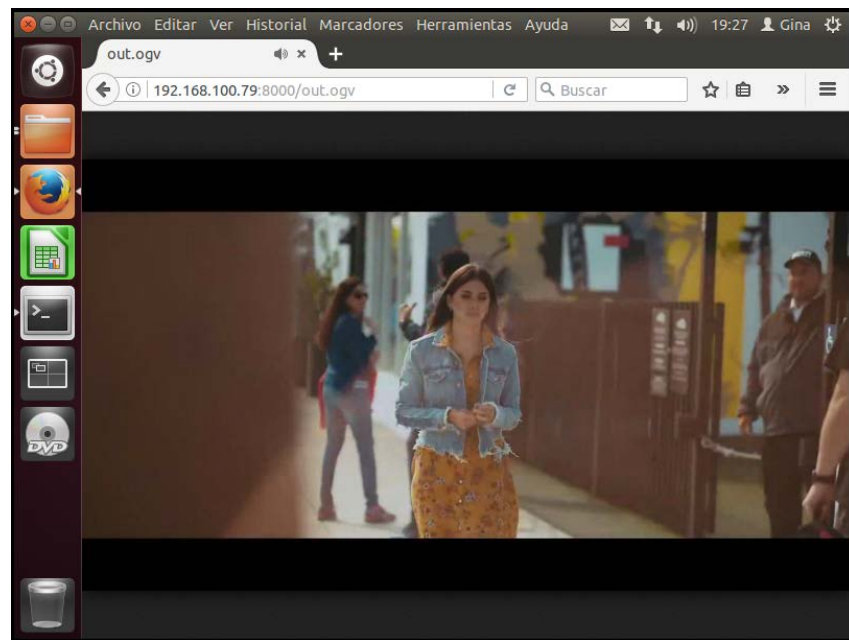 Archivo Editar Ver Historial Marcadores Herramientas Ayuda 19:27 Gina
out.ogv
192.168.100.79:8000/out.ogv Buscar
DVD